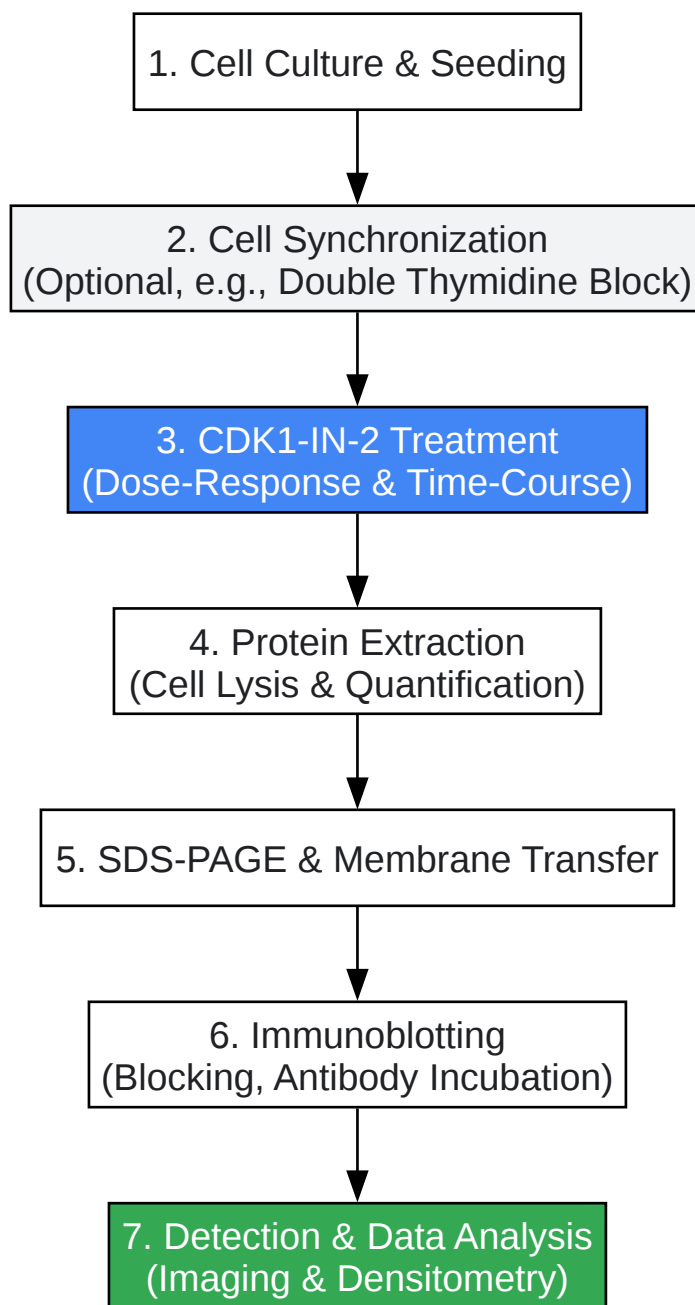 1. Cell Culture & Seeding
2. Cell Synchronization
(Optional, e.g., Double Thymidine Block)
3. CDK1-IN-2 Treatment
(Dose-Response & Time-Course)
4. Protein Extraction
(Cell Lysis & Quantification)
5. SDS-PAGE & Membrane Transfer
6. Immunoblotting
(Blocking, Antibody Incubation)
7. Detection & Data Analysis
(Imaging & Densitometry)